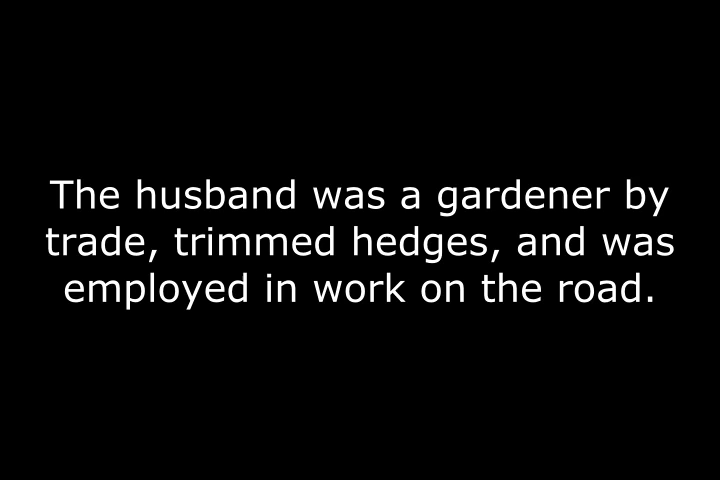 The husband was a gardener by
trade, trimmed hedges, and was
employed in work on the road.